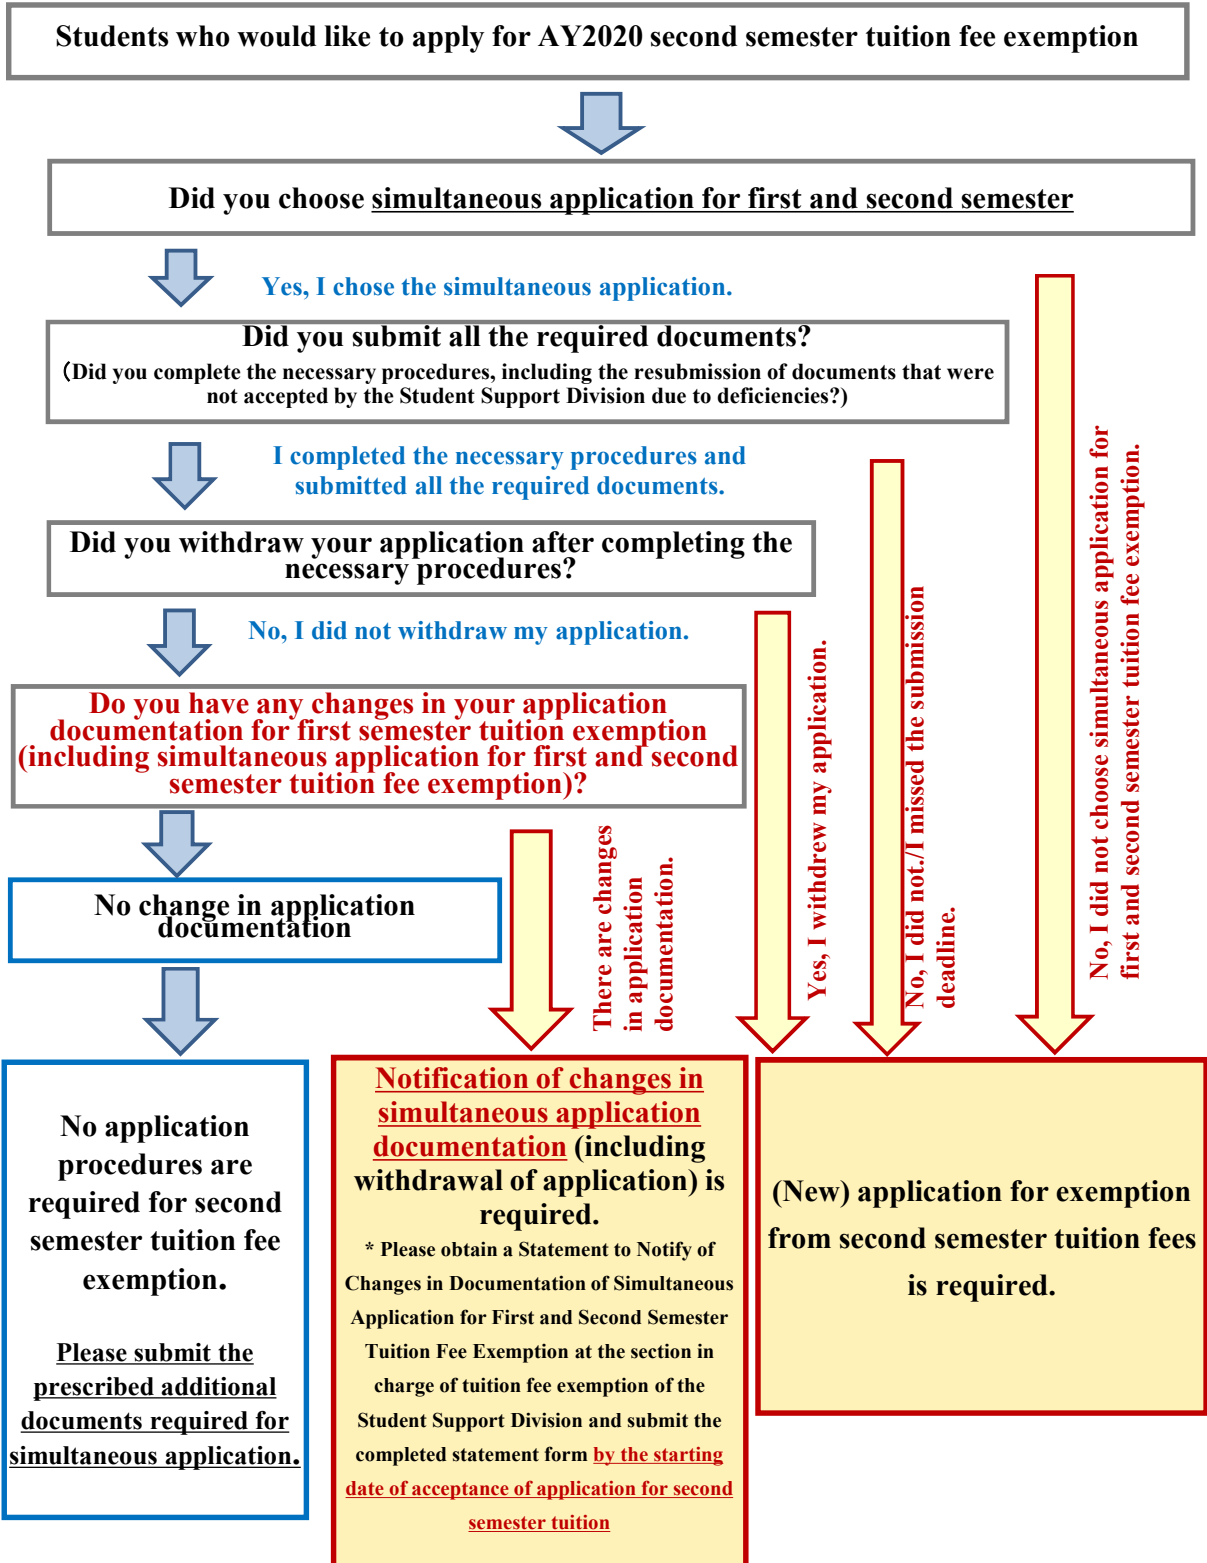 Students who would like to apply for AY2020 second semester tuition fee exemption
Did you choose simultaneous application for first and second semester
Yes, I chose the simultaneous application.
Did you submit all the required documents?
(Did you complete the necessary procedures, including the resubmission of documents that were
not accepted by the Student Support Division due to deficiencies?)
I completed the necessary procedures and
submitted all the required documents.
Did you withdraw your application after completing the
necessary procedures?
No, I did not withdraw my application.
Do you have any changes in your application
documentation for first semester tuition exemption
(including simultaneous application for first and second
semester tuition fee exemption)?
No change in application
documentation
There are changes
in application
documentation.
Yes, I withdrew my application.
No, I did not./I missed the submission
deadline.
No, I did not choose simultaneous application for
first and second semester tuition fee exemption.
No application
procedures are
required for second
semester tuition fee
exemption.
Please submit the
prescribed additional
documents required for
simultaneous application.
Notification of changes in
simultaneous application
documentation (including
withdrawal of application) is
required.
* Please obtain a Statement to Notify of
Changes in Documentation of Simultaneous
Application for First and Second Semester
Tuition Fee Exemption at the section in
charge of tuition fee exemption of the
Student Support Division and submit the
completed statement form by the starting
date of acceptance of application for second
semester tuition
(New) application for exemption
from second semester tuition fees
is required.